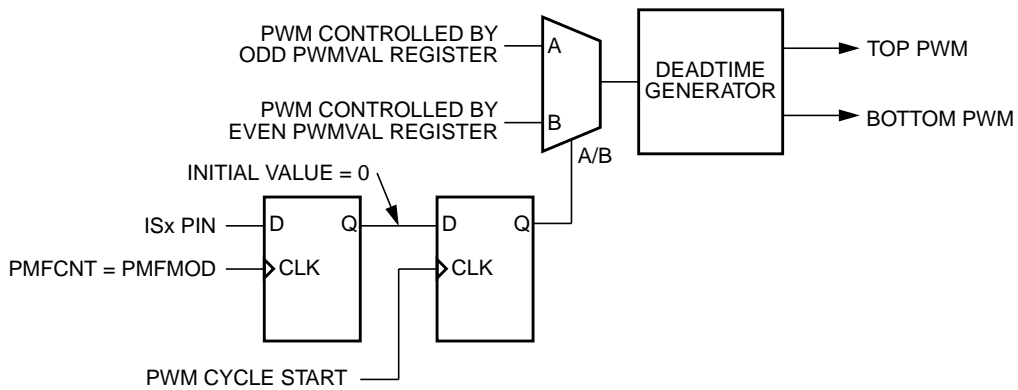 PWM CONTROLLED BY
ODD PWMVAL REGISTER
A
DEADTIME
GENERATOR
TOP PWM
PWM CONTROLLED BY
EVEN PWMVAL REGISTER
B
BOTTOM PWM
A/B
INITIAL VALUE = 0
ISx PIN
D
Q
D
Q
PMFCNT = PMFMOD
CLK
CLK
PWM CYCLE START